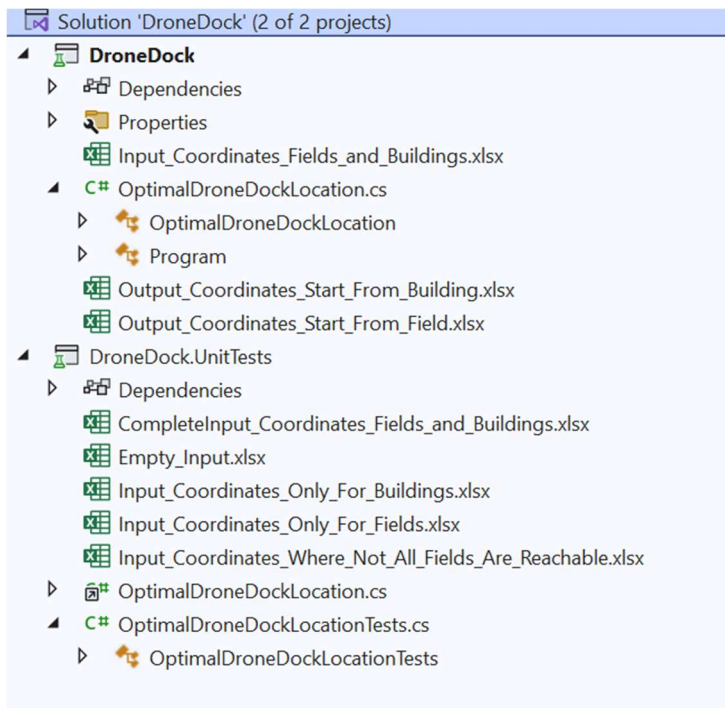 Solution 'DroneDock' (2 of 2 projects)
DroneDock
Dependencies
Properties
Input_Coordinates_Fields_and_Buildings.xlsx
C# OptimalDroneDockLocation.cs
OptimalDroneDockLocation
Program
Output_Coordinates_Start_From_Building.xlsx
Output_Coordinates_Start_From_Field.xlsx
DroneDock.UnitTests
Dependencies
CompleteInput_Coordinates_Fields_and_Buildings.xlsx
Empty_Input.xlsx
Input_Coordinates_Only_For_Buildings.xlsx
Input_Coordinates_Only_For_Fields.xlsx
Input_Coordinates_Where_Not_All_Fields_Are_Reachable.xlsx
OptimalDroneDockLocation.cs
C# OptimalDroneDockLocationTests.cs
OptimalDroneDockLocationTests